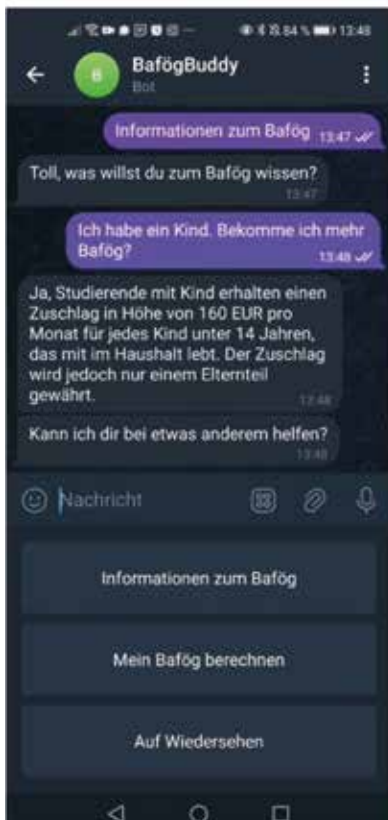 84 % 13:48
B
BafögBuddy
Bot
Informationen zum Bafög 13:47
Toll, was willst du zum Bafög wissen?
13:47
Ich habe ein Kind. Bekomme ich mehr
Bafög? 13:48
Ja, Studierende mit Kind erhalten einen
Zuschlag in Höhe von 160 EUR pro
Monat für jedes Kind unter 14 Jahren,
das mit im Haushalt lebt. Der Zuschlag
wird jedoch nur einem Elternteil
gewährt. 13:48
Kann ich dir bei etwas anderem helfen?
13:48
Nachricht
Informationen zum Bafög
Mein Bafög berechnen
Auf Wiedersehen